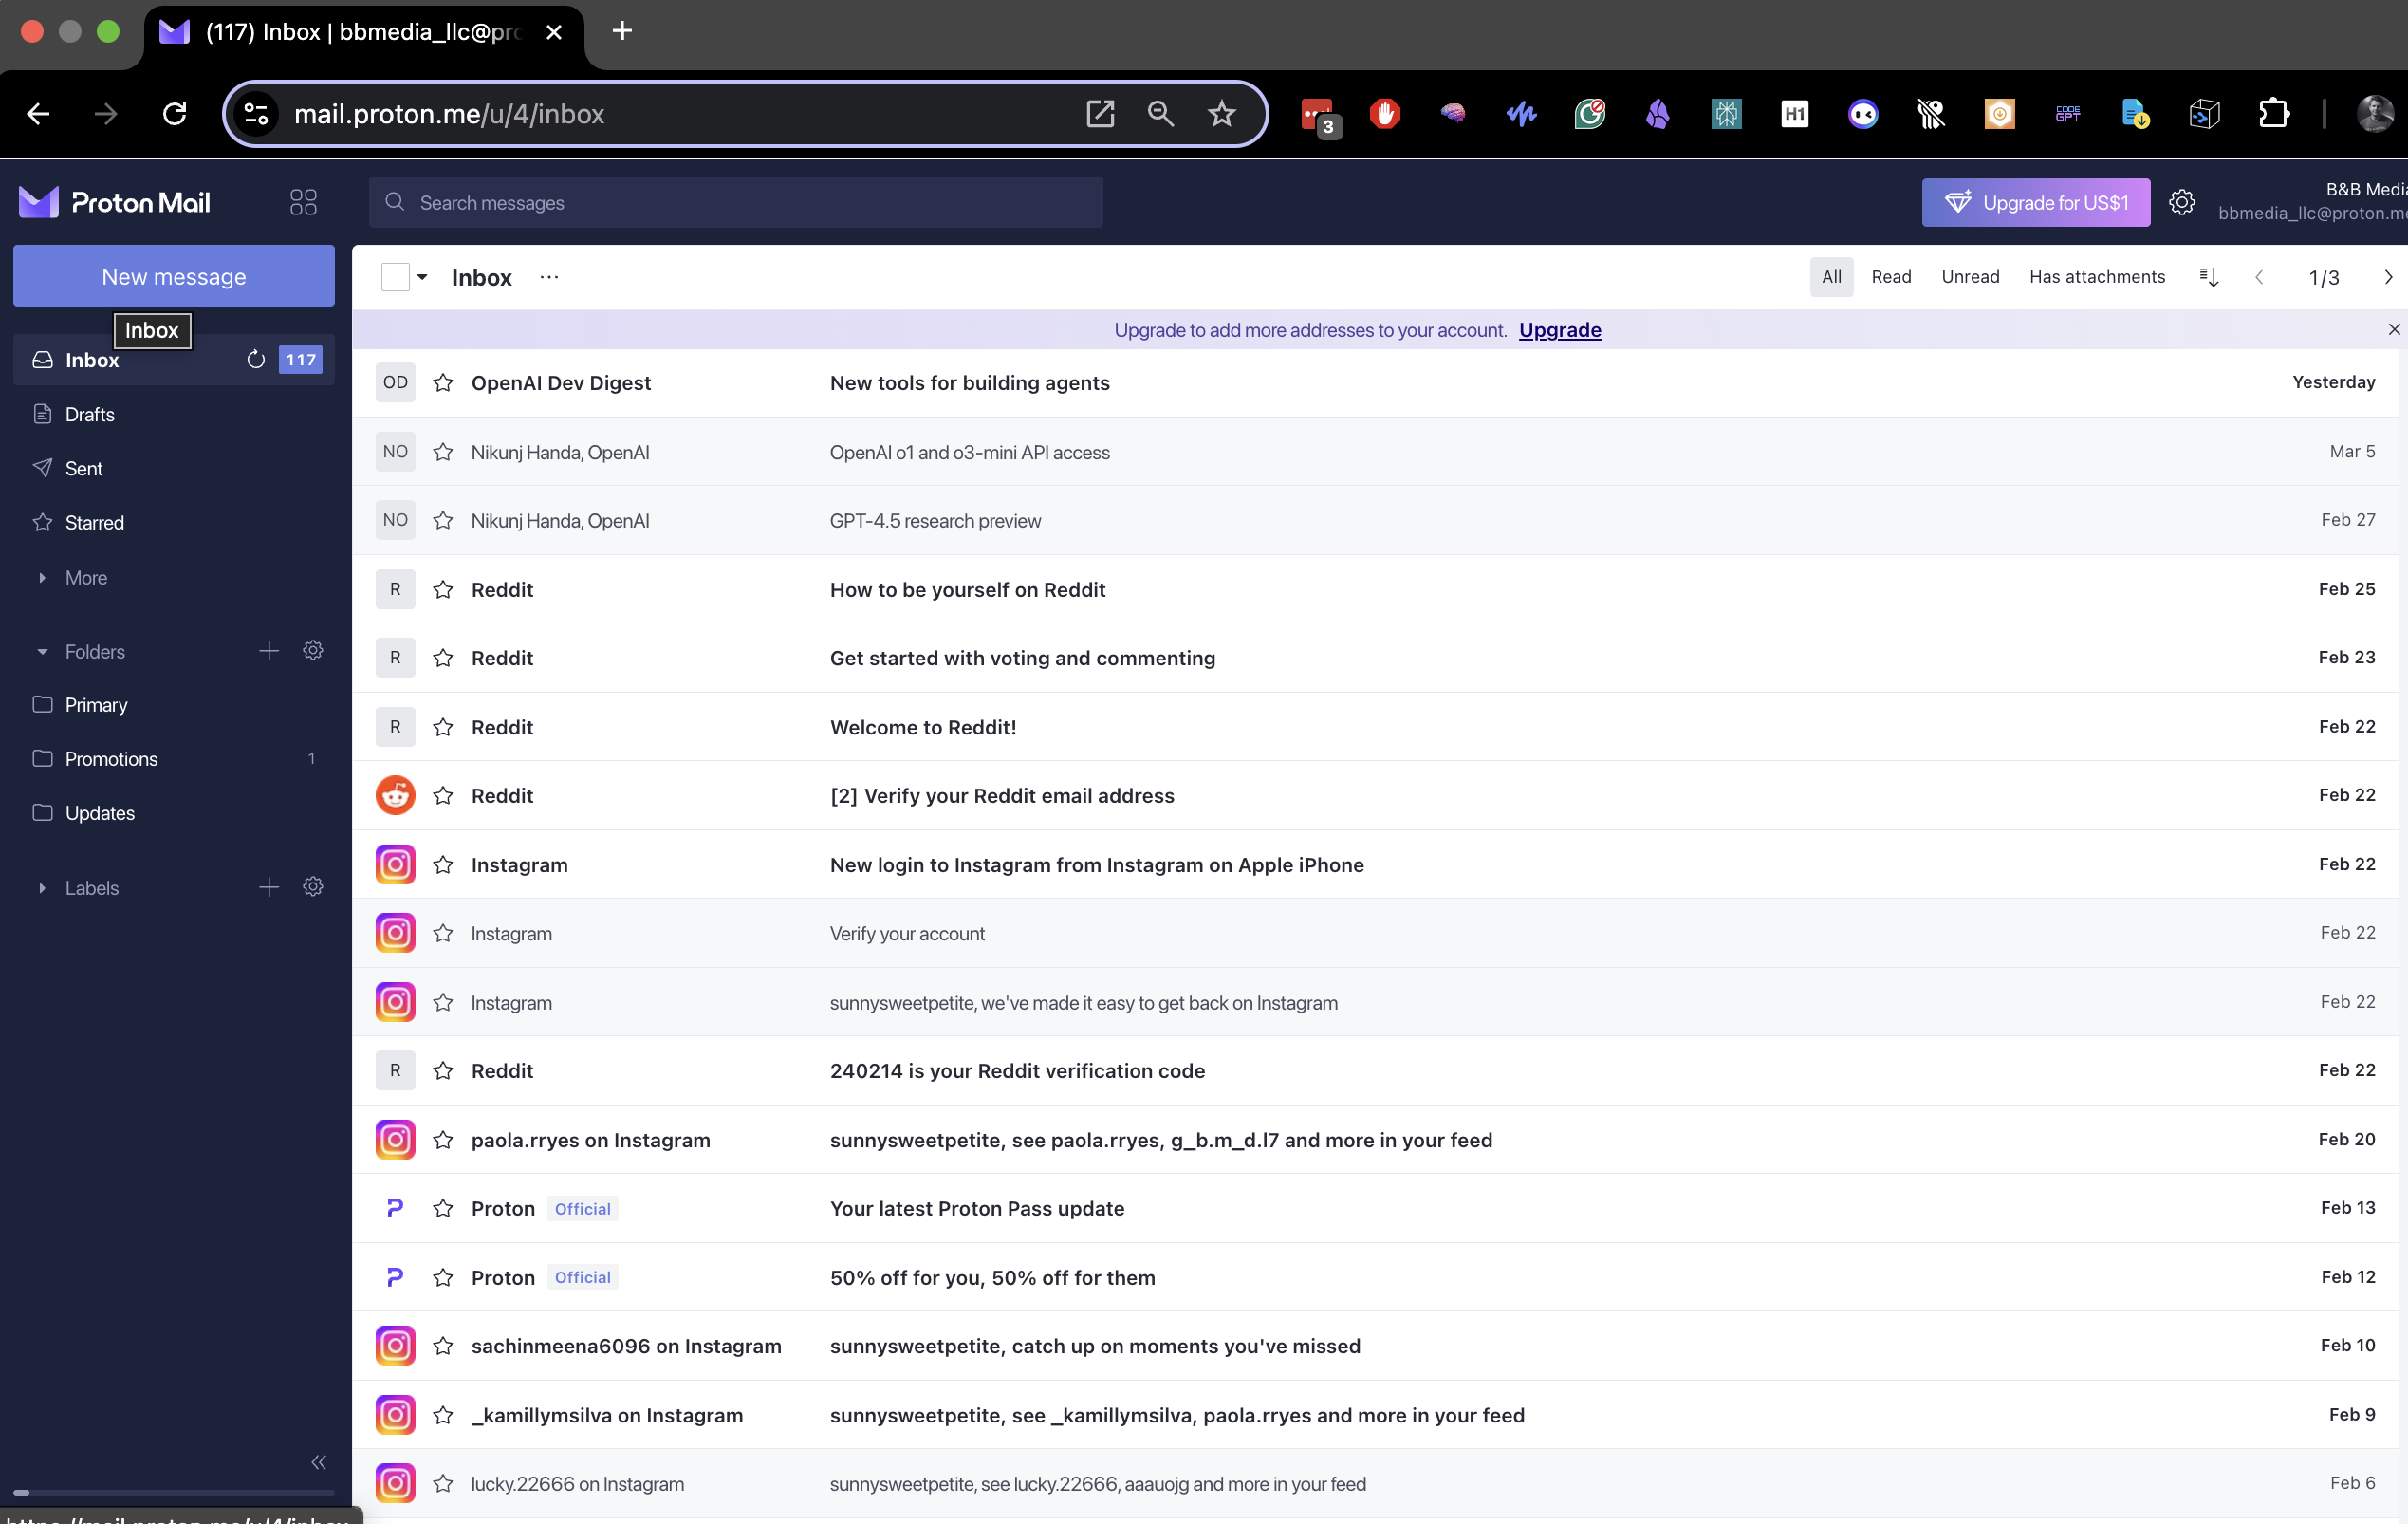 (117) Inbox | bbmedia_llc@pro
mail.proton.me/u/4/inbox
3
H1
CODE
GPT
Proton Mail
Search messages
Upgrade for US$1
B&B Media
bbmedia_llc@proton.me
New message
Inbox
Inbox
117
Drafts
Sent
Starred
More
Folders
Primary
Promotions 1
Updates
Labels
Inbox ...
All Read Unread Has attachments 1/3
Upgrade to add more addresses to your account. Upgrade
OD OpenAI Dev Digest New tools for building agents Yesterday
NO Nikunj Handa, OpenAI OpenAI o1 and o3-mini API access Mar 5
NO Nikunj Handa, OpenAI GPT-4.5 research preview Feb 27
R Reddit How to be yourself on Reddit Feb 25
R Reddit Get started with voting and commenting Feb 23
R Reddit Welcome to Reddit! Feb 22
Reddit [2] Verify your Reddit email address Feb 22
Instagram New login to Instagram from Instagram on Apple iPhone Feb 22
Instagram Verify your account Feb 22
Instagram sunnysweetpetite, we've made it easy to get back on Instagram Feb 22
R Reddit 240214 is your Reddit verification code Feb 22
paola.rryes on Instagram sunnysweetpetite, see paola.rryes, g_b.m_d.l7 and more in your feed Feb 20
Proton Official Your latest Proton Pass update Feb 13
Proton Official 50% off for you, 50% off for them Feb 12
sachinmeena6096 on Instagram sunnysweetpetite, catch up on moments you've missed Feb 10
_kamillymsilva on Instagram sunnysweetpetite, see _kamillymsilva, paola.rryes and more in your feed Feb 9
lucky.22666 on Instagram sunnysweetpetite, see lucky.22666, aaauojg and more in your feed Feb 6
https://mail.proton.me/u/4/inbox